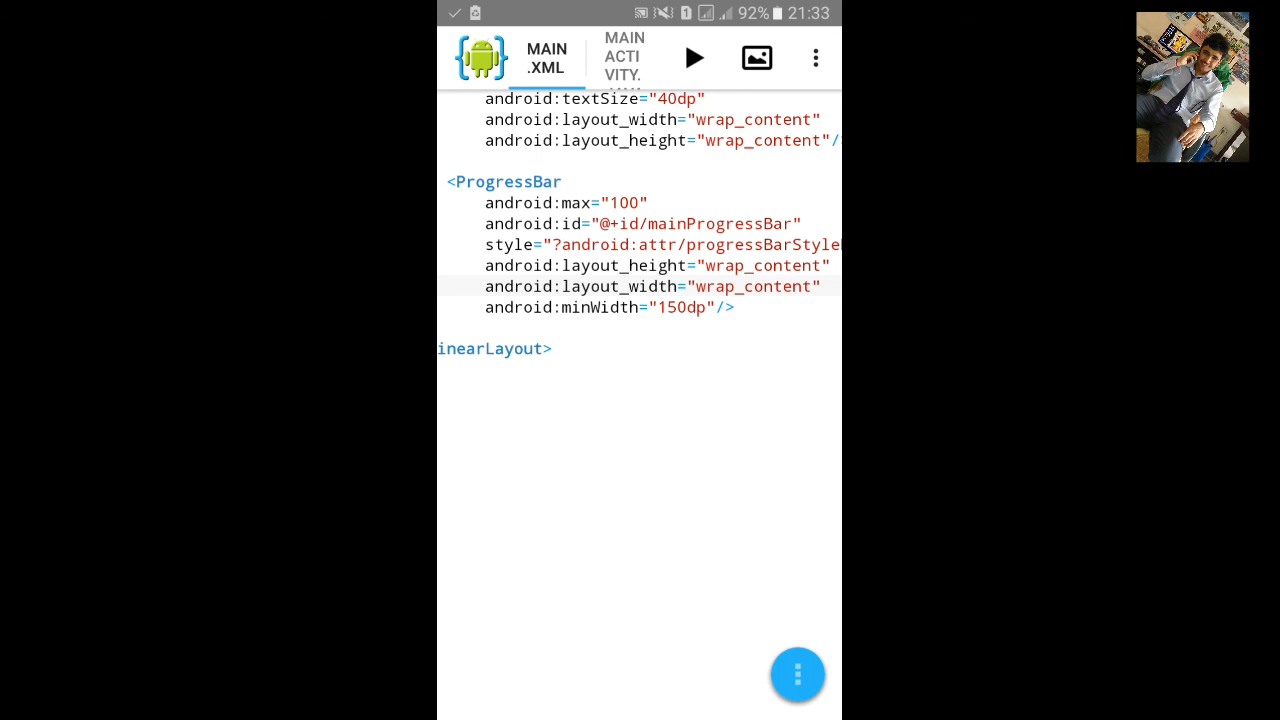 1 92% 21:33
MAIN
.XML
MAIN
ACTI
VITY.
android:textSize="40dp"
android:layout_width="wrap_content"
android:layout_height="wrap_content"/
<ProgressBar
android:max="100"
android:id="@+id/mainProgressBar"
style="?android:attr/progressBarStyle
android:layout_height="wrap_content"
android:layout_width="wrap_content"
android:minWidth="150dp"/>
inearLayout>